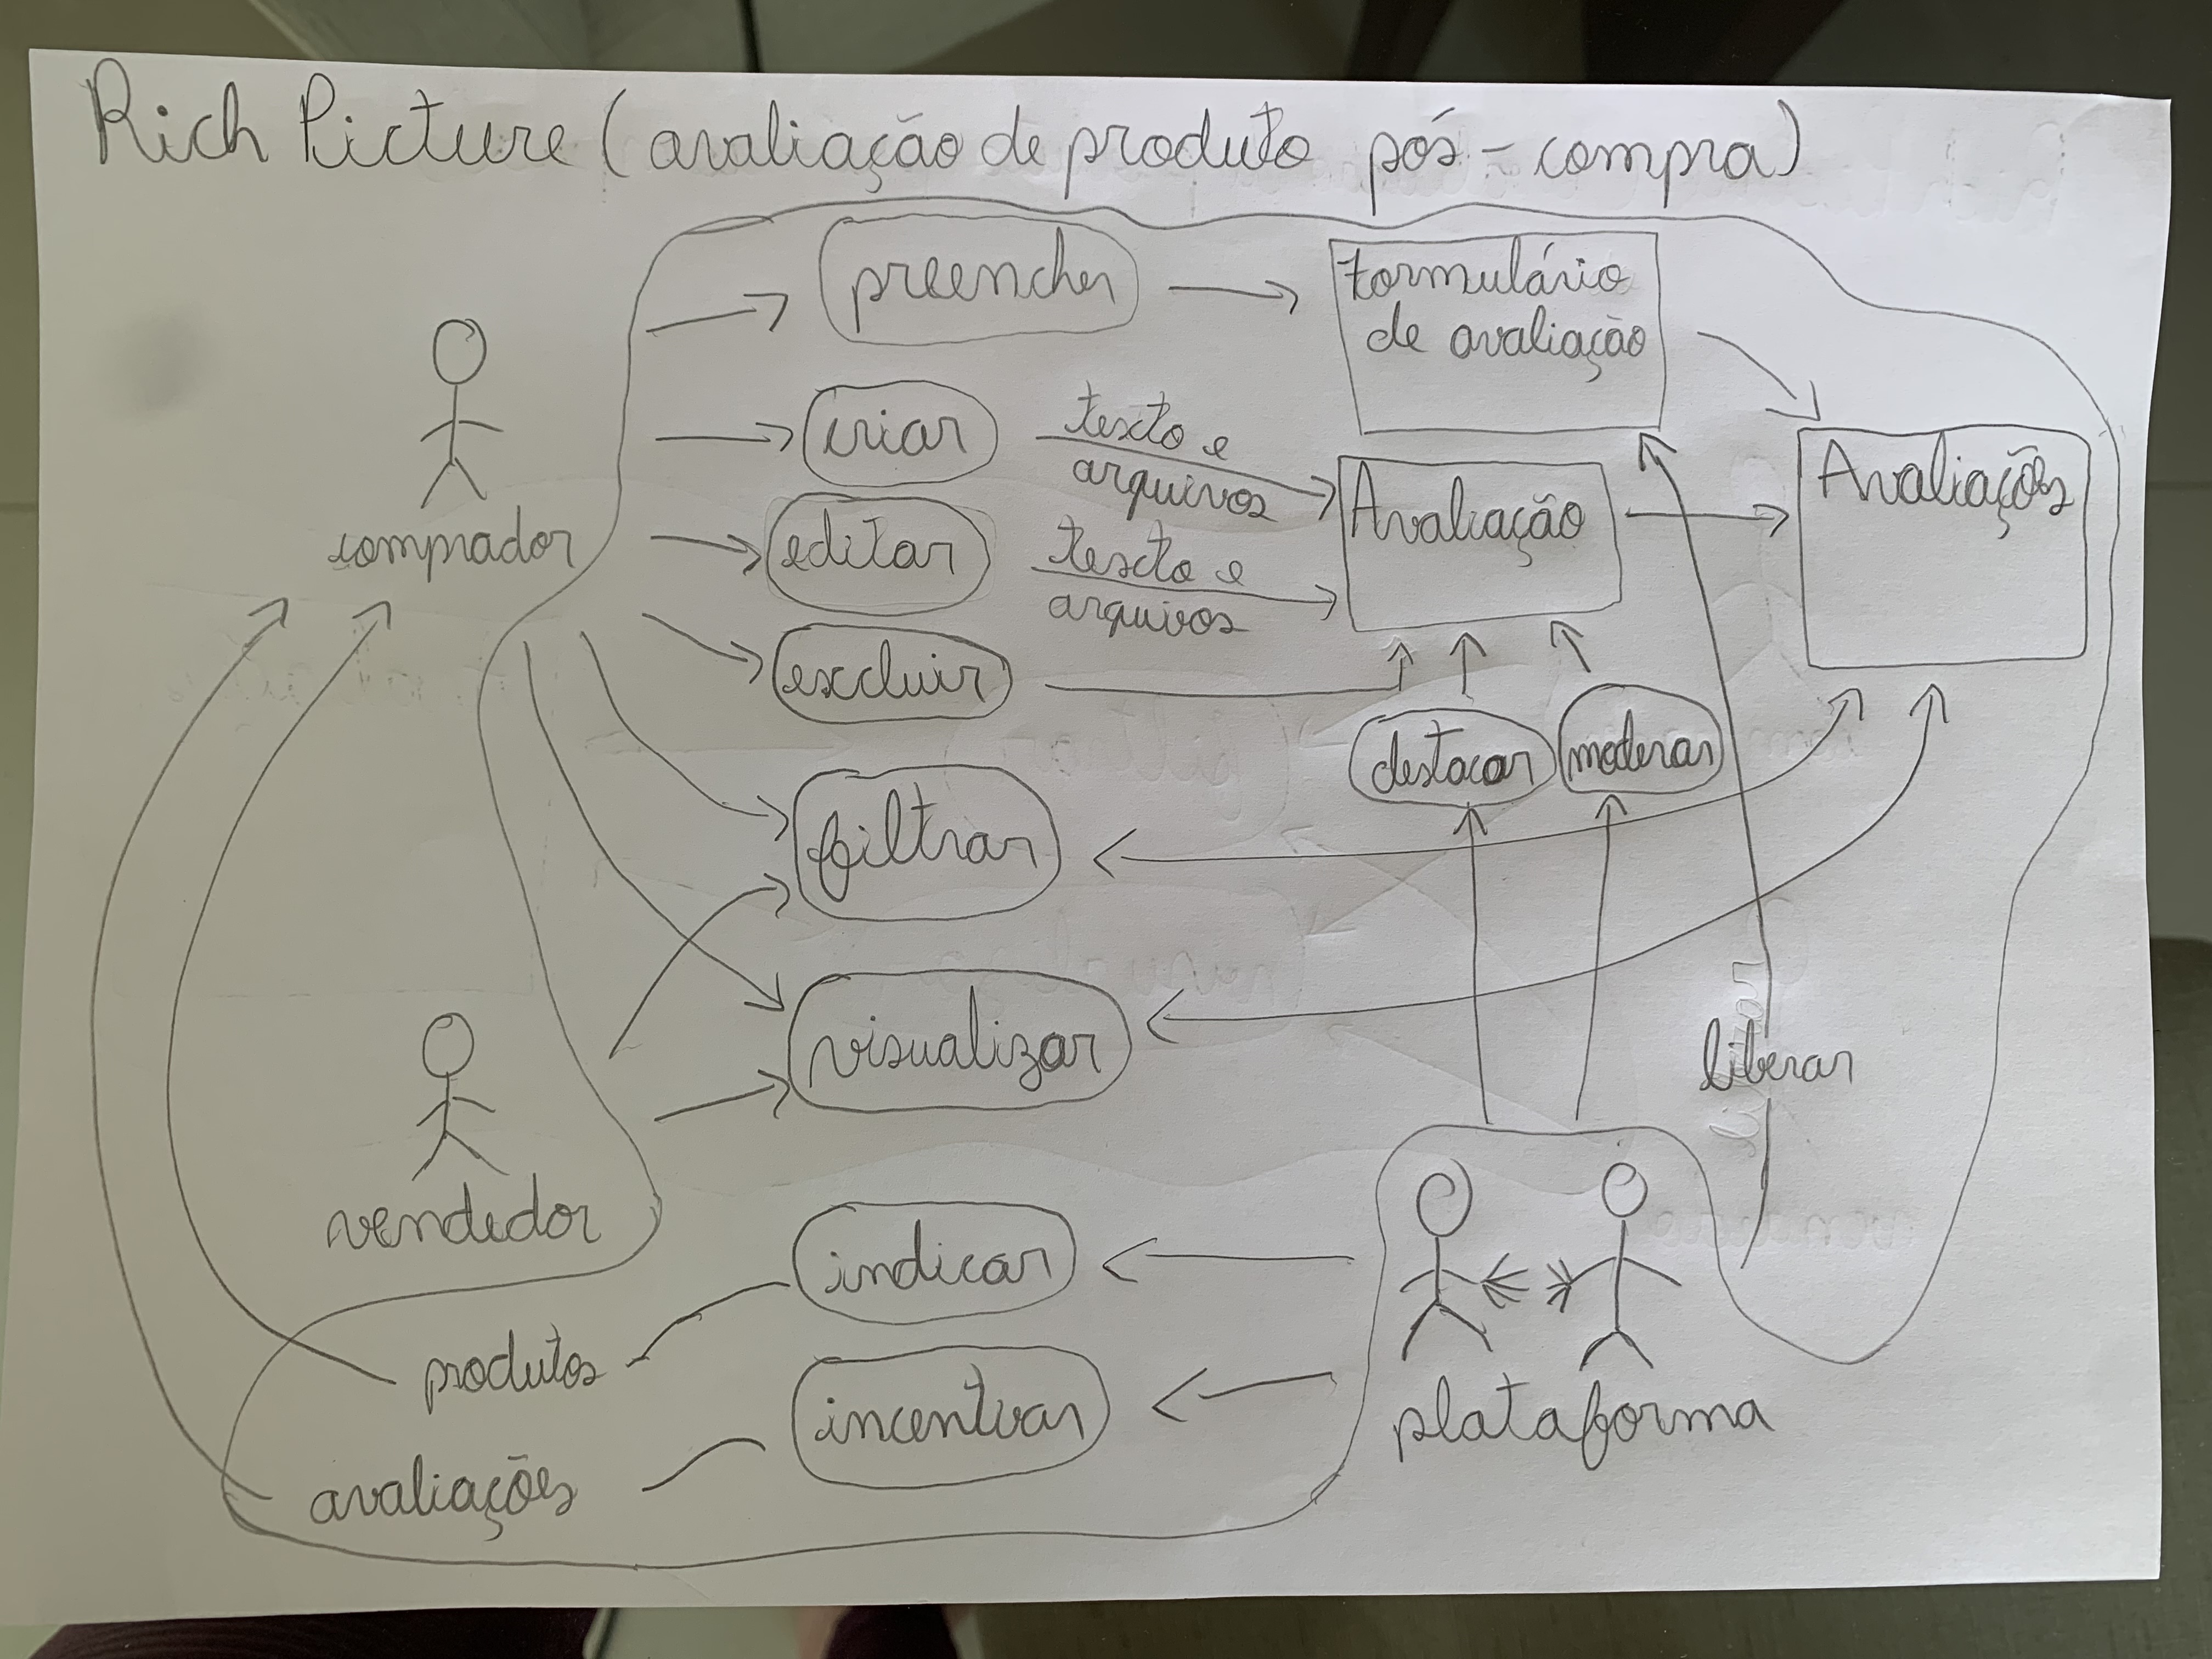 Rich Picture (avaliação de produto pós-compra)
preencher
formulário
de avaliação
criar
texto e
arquivos
Avaliação
Avaliações
comprador
editar
texto e
arquivos
excluir
destacar
moderar
filtrar
visualizar
liberar
vendedor
indicar
produtos
incentivar
plataforma
avaliações